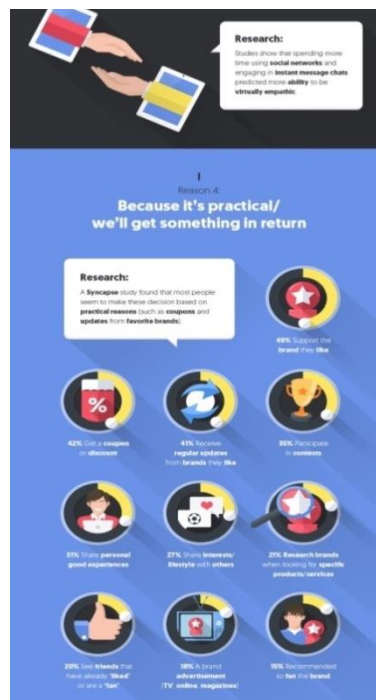 Research:
Studies show that spending more
time using social networks and
engaging in instant message chats
predicted more ability to be
virtually empathic.
Reason 4:
Because it's practical/
we'll get something in return
Research:
A Syncapse study found that most people
seem to make these decision based on
practical reasons (such as coupons and
updates from favorite brands).
49% Support the
brand they like
42% Get a coupon
or discount
41% Receive
regular updates
from brands they like
35% Participate
in contests
31% Share personal
good experiences
27% Share interests/
lifestyle with others
21% Research brands
when looking for specific
products/services
20% See friends that
have already "liked"
or are a "fan"
18% A brand
advertisement
(TV, online, magazines)
15% Recommended
to fan the brand